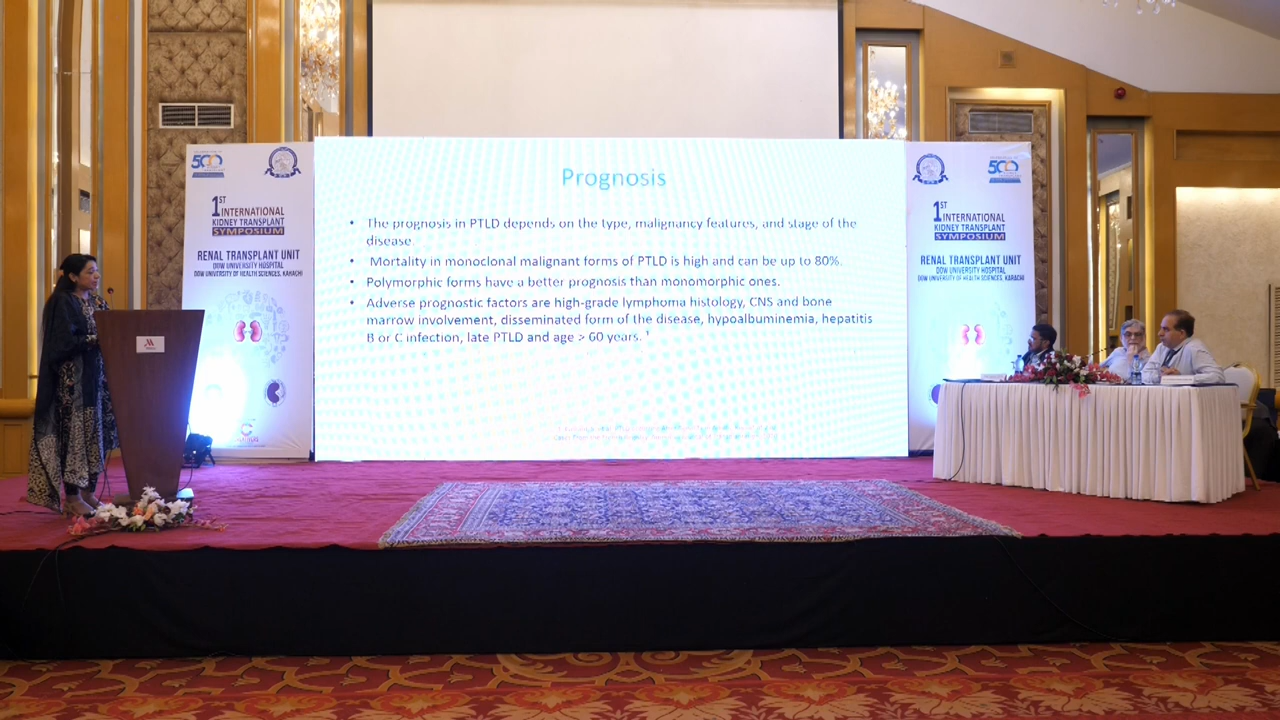 500
1ST
INTERNATIONAL
KIDNEY TRANSPLANT
SYMPOSIUM
RENAL TRANSPLANT UNIT
DOW UNIVERSITY HOSPITAL
DOW UNIVERSITY OF HEALTH SCIENCES, KARACHI
Prognosis
• The prognosis in PTLD depends on the type, malignancy features, and stage of the
disease.
• Mortality in monoclonal malignant forms of PTLD is high and can be up to 80%.
• Polymorphic forms have a better prognosis than monomorphic ones.
• Adverse prognostic factors are high-grade lymphoma histology, CNS and bone
marrow involvement, disseminated form of the disease, hypoalbuminemia, hepatitis
B or C infection, late PTLD and age > 60 years. 1
500
1ST
INTERNATIONAL
KIDNEY TRANSPLANT
SYMPOSIUM
RENAL TRANSPLANT UNIT
DOW UNIVERSITY HOSPITAL
DOW UNIVERSITY OF HEALTH SCIENCES, KARACHI